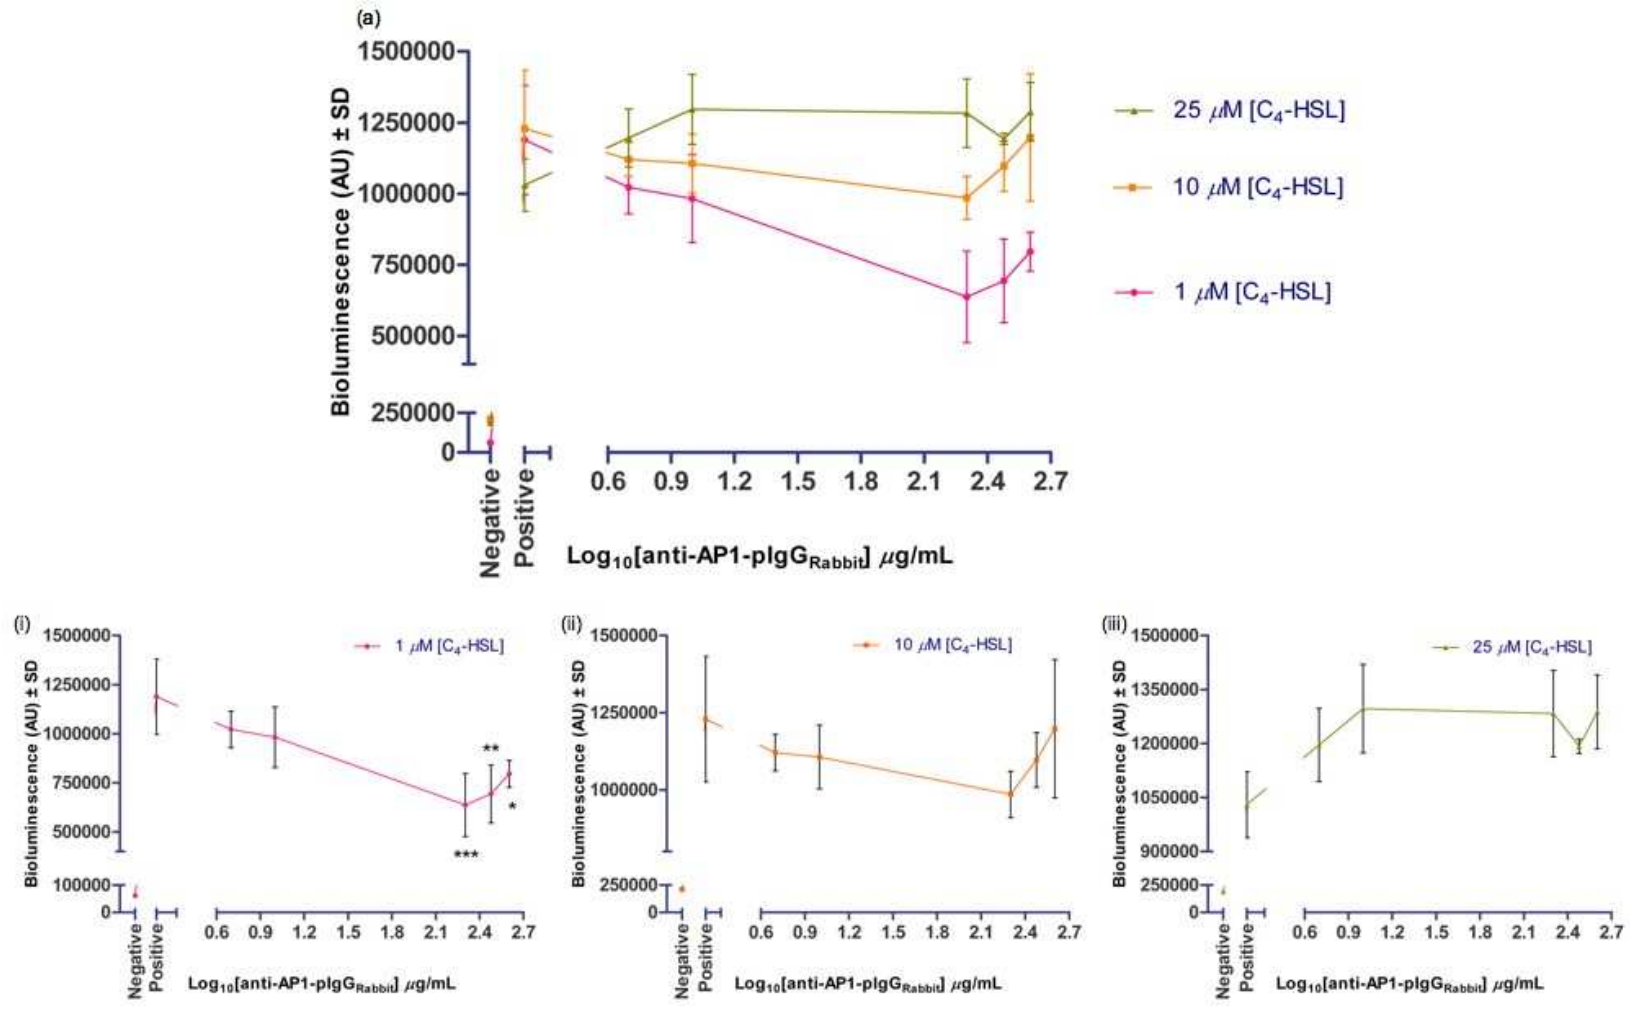 (a)
Bioluminescence (AU) ± SD
1500000
1250000
1000000
750000
500000
250000
0
Negative
Positive
0.6 0.9 1.2 1.5 1.8 2.1 2.4 2.7
Log10[anti-AP1-pIgGRabbit] µg/mL
25 µM [C4-HSL]
10 µM [C4-HSL]
1 µM [C4-HSL]
(i)
Bioluminescence (AU) ± SD
1500000
1250000
1000000
750000
500000
100000
0
1 µM [C4-HSL]
**
*
***
Negative
Positive
0.6 0.9 1.2 1.5 1.8 2.1 2.4 2.7
Log10[anti-AP1-pIgGRabbit] µg/mL
(ii)
Bioluminescence (AU) ± SD
1500000
1250000
1000000
250000
0
10 µM [C4-HSL]
Negative
Positive
0.6 0.9 1.2 1.5 1.8 2.1 2.4 2.7
Log10[anti-AP1-pIgGRabbit] µg/mL
(iii)
Bioluminescence (AU) ± SD
1500000
1350000
1200000
1050000
900000
250000
0
25 µM [C4-HSL]
Negative
Positive
0.6 0.9 1.2 1.5 1.8 2.1 2.4 2.7
Log10[anti-AP1-pIgGRabbit] µg/mL